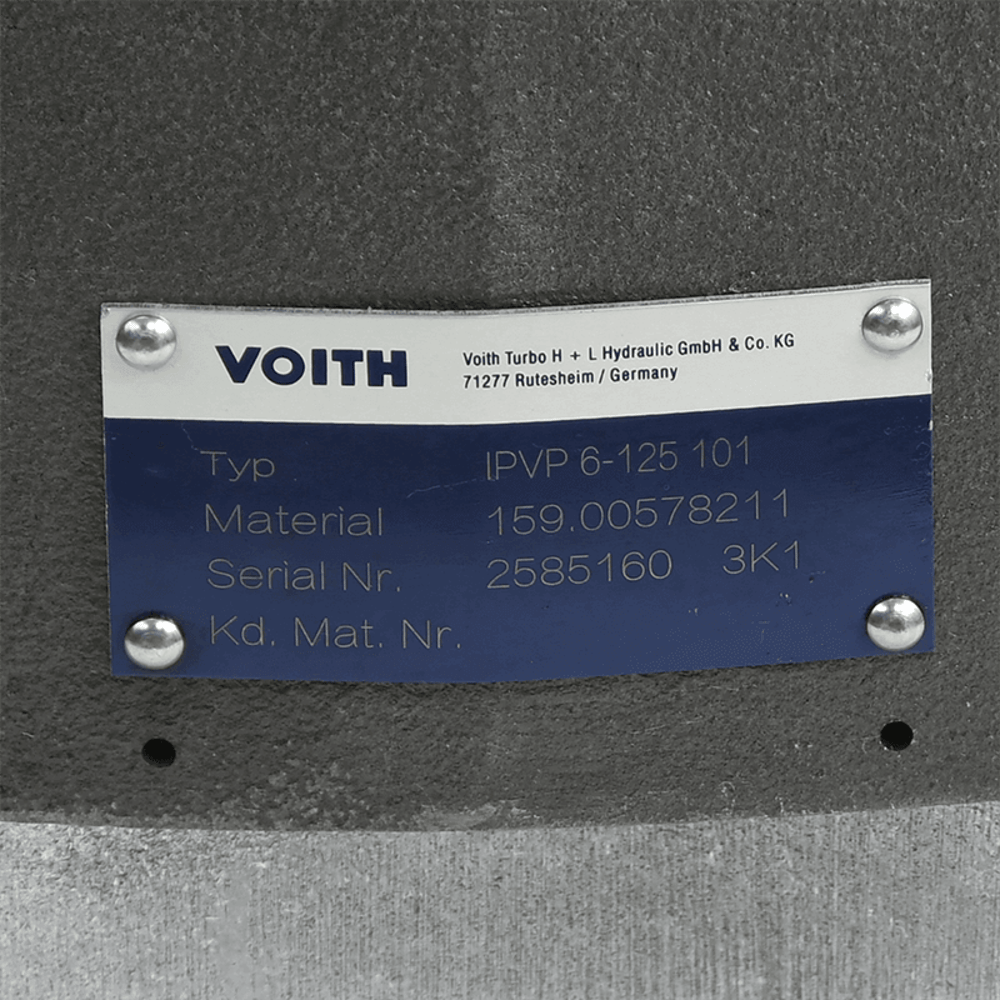 VOITH
Voith Turbo H + L Hydraulic GmbH & Co. KG
71277 Rutesheim / Germany
Typ IPVP 6-125 101
Material 159.00578211
Serial Nr. 2585160 3K1
Kd. Mat. Nr.